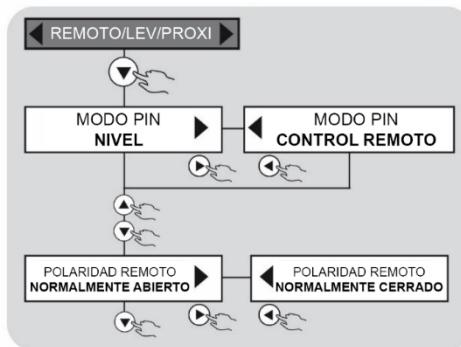 REMOTO/LEV/PROXI
MODO PIN
NIVEL
MODO PIN
CONTROL REMOTO
POLARIDAD REMOTO
NORMALMENTE ABIERTO
POLARIDAD REMOTO
NORMALMENTE CERRADO